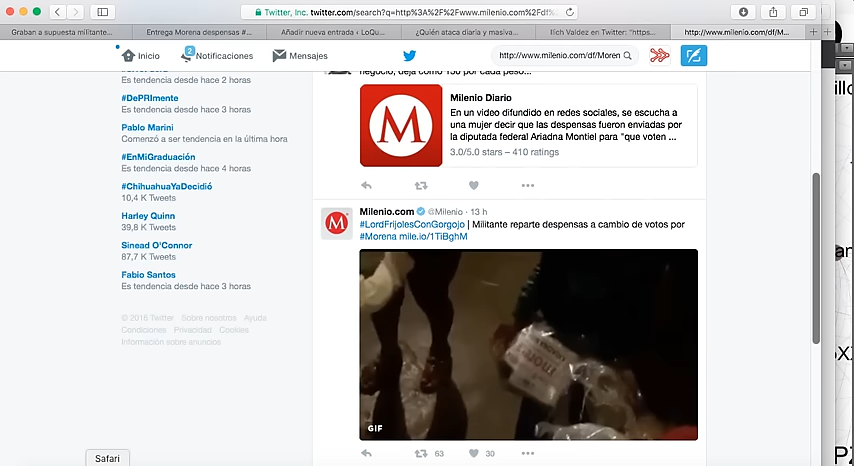 Twitter, Inc. twitter.com/search?q=http%3A%2F%2Fwww.milenio.com%2Fdf...
Graban a supuesta militante...
Entrega Morena despensas #...
Añadir nueva entrada ‹ LoQu...
¿Quién ataca diaria y masiva...
Ilich Valdez en Twitter: "https...
http://www.milenio.com/df/M...
Inicio
2
Notificaciones
Mensajes
http://www.milenio.com/df/Moren
Es tendencia desde hace 2 horas
#DePRImente
Es tendencia desde hace 3 horas
Pablo Marini
Comenzó a ser tendencia en la última hora
#EnMiGraduación
Es tendencia desde hace 4 horas
#ChihuahuaYaDecidió
10,4 K Tweets
Harley Quinn
39,8 K Tweets
Sinead O'Connor
87,7 K Tweets
Fabio Santos
Es tendencia desde hace 3 horas
© 2016 Twitter Sobre nosotros Ayuda
Condiciones Privacidad Cookies
Información sobre anuncios
negocio, deja como 150 por cada peso...
M
Milenio Diario
En un video difundido en redes sociales, se escucha a
una mujer decir que las despensas fueron enviadas por
la diputada federal Ariadna Montiel para "que voten ...
3.0/5.0 stars – 410 ratings
M
Milenio.com @Milenio · 13 h
#LordFrijolesConGorgojo | Militante reparte despensas a cambio de votos por
#Morena mile.io/1TiBghM
GIF
63
39
Safari